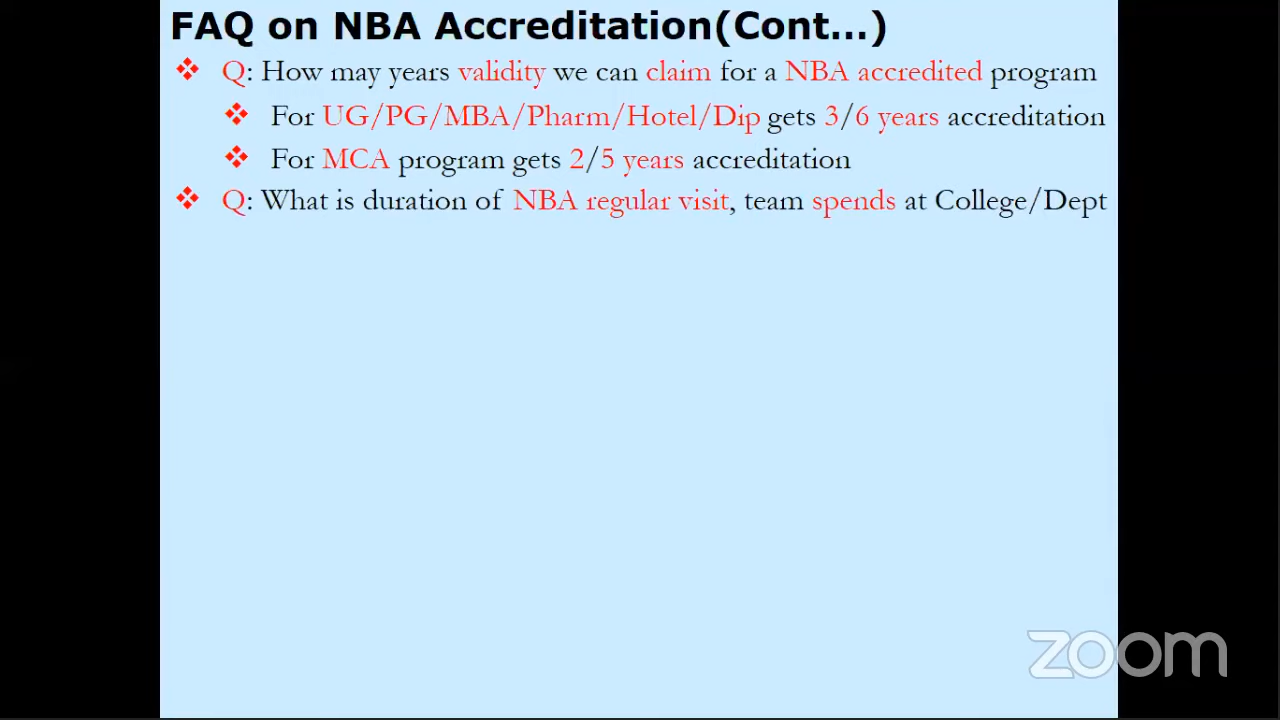 FAQ on NBA Accreditation(Cont...)
Q: How may years validity we can claim for a NBA accredited program
For UG/PG/MBA/Pharm/Hotel/Dip gets 3/6 years accreditation
For MCA program gets 2/5 years accreditation
Q: What is duration of NBA regular visit, team spends at College/Dept
zoom